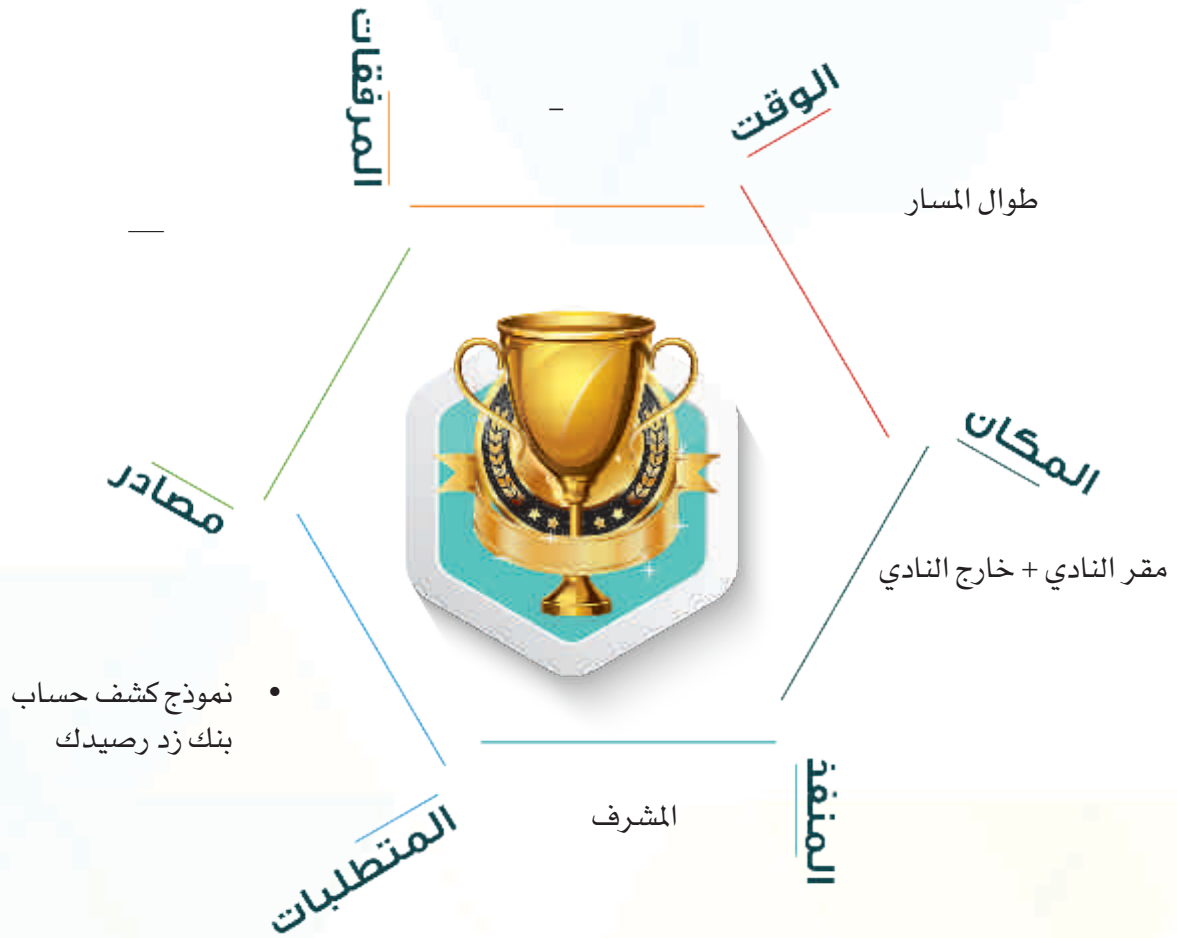 المرفقات
–
الوقت
طوال المسار
—
المكان
مصادر
مقر النادي + خارج النادي
• نموذج كشف حساب
بنك زد رصيدك
المنفذ
المشرف
المتطلبات